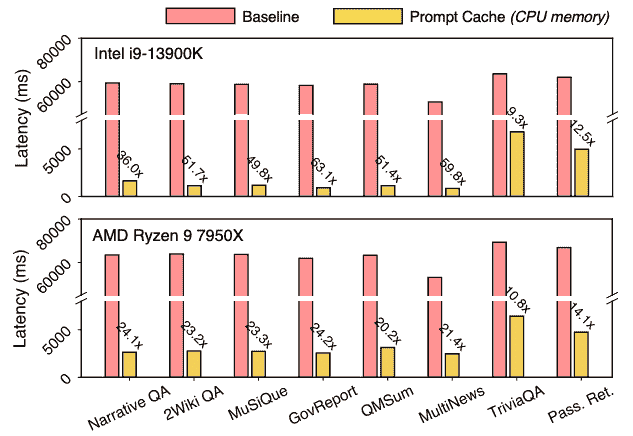 Baseline Prompt Cache (CPU memory)
Intel i9-13900K
Latency (ms)
80000
60000
5000
0
36.0x 51.7x 49.8x 63.1x 51.4x 59.8x 9.3x 12.5x
AMD Ryzen 9 7950X
Latency (ms)
80000
60000
5000
0
24.1x 23.2x 23.3x 24.2x 20.2x 21.4x 10.8x 14.1x
Narrative QA 2Wiki QA MuSiQue GovReport QMSum MultiNews TriviaQA Pass. Ret.